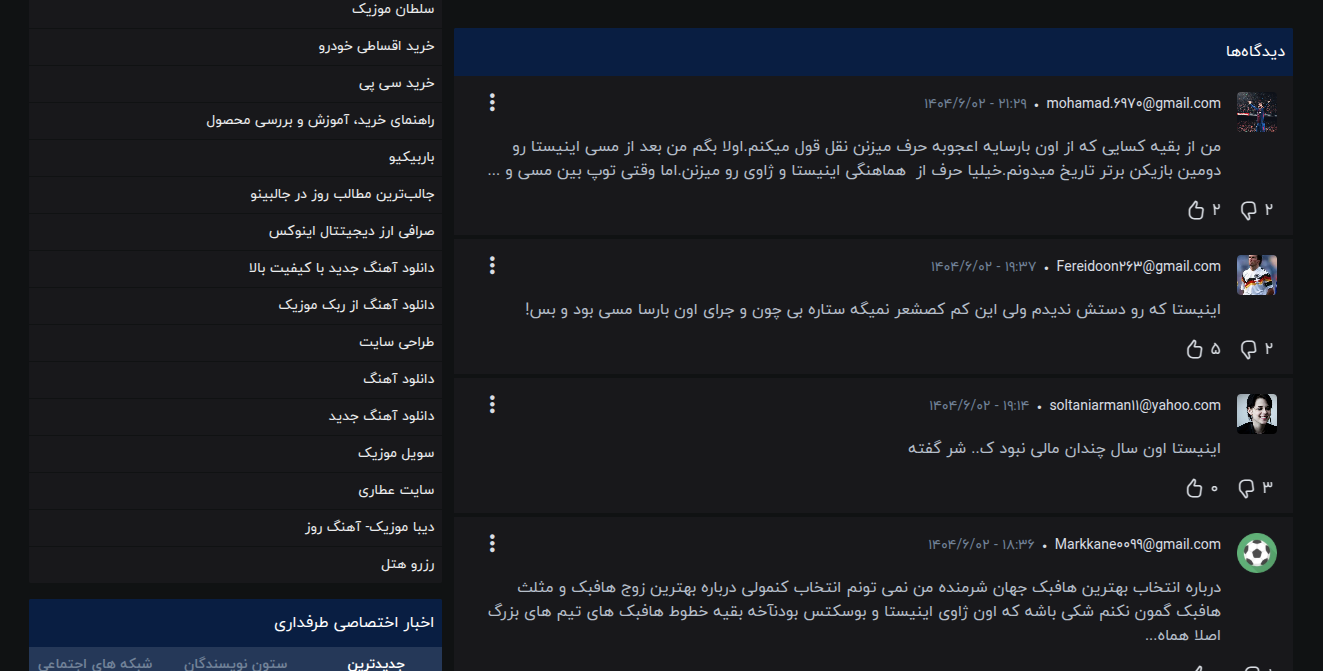 دیدگاه‌ها
mohamad.۶۹۷۰@gmail.com • ۱۴۰۴/۶/۰۲ - ۲۱:۲۹
من از بقیه کسایی که از اون بارسایه اعجوبه حرف میزنن نقل قول میکنم.اولا بگم من بعد از مسی اینیستا رو
دومین بازیکن برتر تاریخ میدونم.خیلیا حرف از هماهنگی اینیستا و ژاوی رو میزنن.اما وقتی توپ بین مسی و ...
۲ ۲
Fereidoon۲۶۳@gmail.com • ۱۴۰۴/۶/۰۲ - ۱۹:۳۷
اینیستا که رو دستش ندیدم ولی این کم کصشعر نمیگه ستاره بی چون و جرای اون بارسا مسی بود و بس!
۲ ۵
soltaniarman۱۱@yahoo.com • ۱۴۰۴/۶/۰۲ - ۱۹:۱۴
اینیستا اون سال چندان مالی نبود ک.. شر گفته
۳ ۰
Markkane۰۰۹۹@gmail.com • ۱۴۰۴/۶/۰۲ - ۱۸:۳۶
درباره انتخاب بهترین هافبک جهان شرمنده من نمی تونم انتخاب کنمولی درباره بهترین زوج هافبک و مثلث
هافبک گمون نکنم شکی باشه که اون ژاوی اینیستا و بوسکتس بودنآخه بقیه خطوط هافبک های تیم های بزرگ
اصلا هماه...
سلطان موزیک
خرید اقساطی خودرو
خرید سی پی
راهنمای خرید، آموزش و بررسی محصول
باربیکیو
جالب‌ترین مطالب روز در جالبینو
صرافی ارز دیجیتتال اینوکس
دانلود آهنگ جدید با کیفیت بالا
دانلود آهنگ از ربک موزیک
طراحی سایت
دانلود آهنگ
دانلود آهنگ جدید
سویل موزیک
سایت عطاری
دیبا موزیک- آهنگ روز
رزرو هتل
اخبار اختصاصی طرفداری
جدیدترین ستون نویسندگان شبکه های اجتماعی